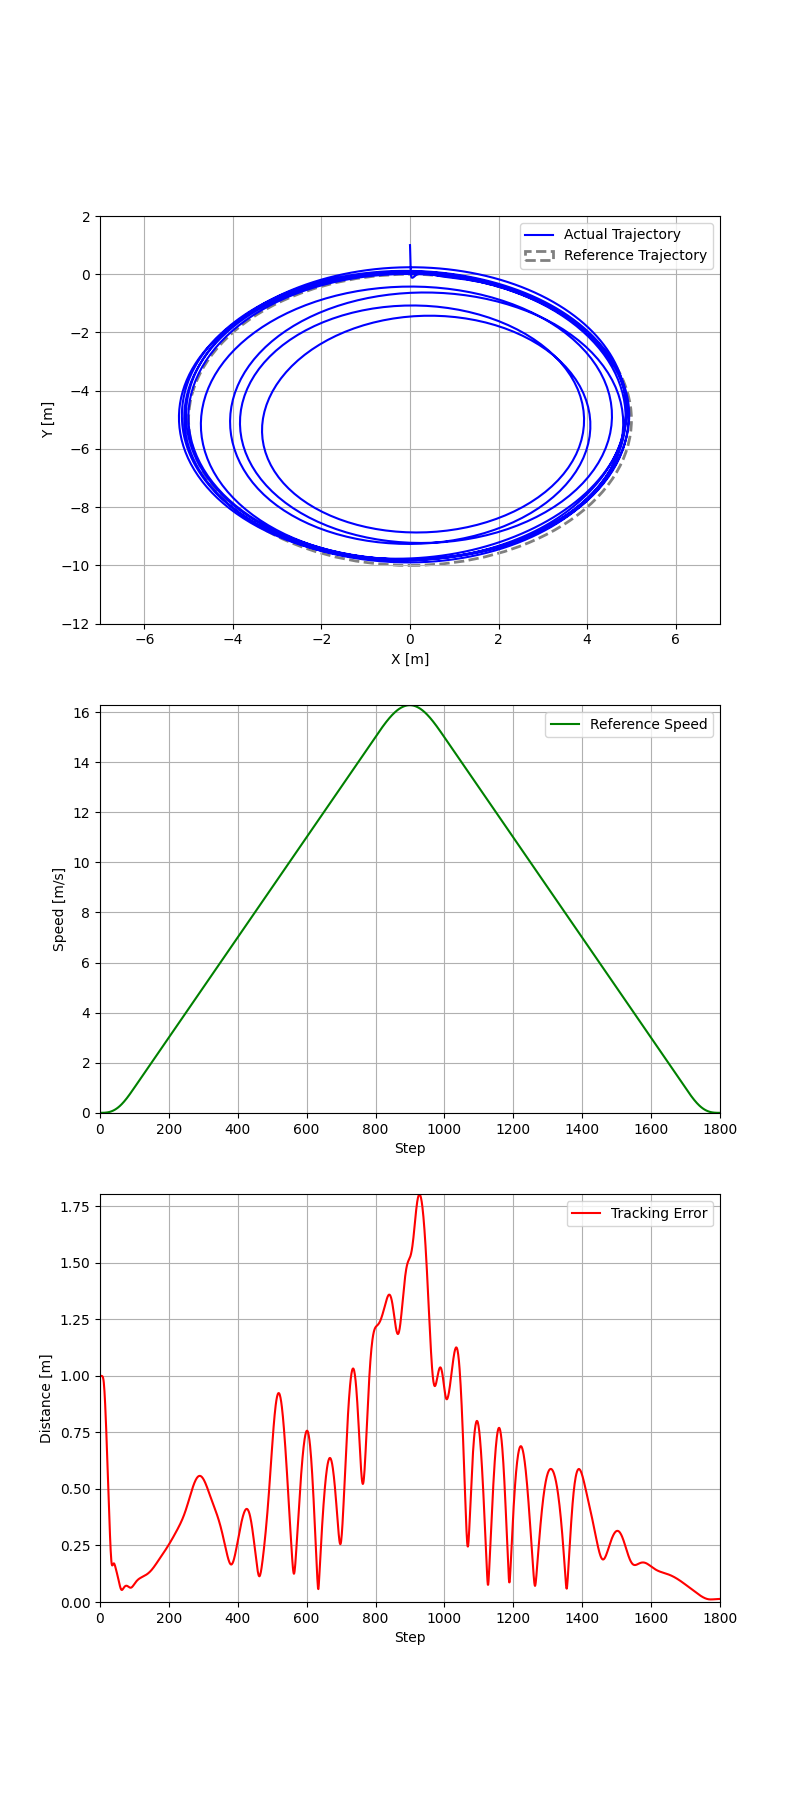 2
Actual Trajectory
Reference Trajectory
0
−2
−4
Y [m]
−6
−8
−10
−12
−6 −4 −2 0 2 4 6
X [m]
16
Reference Speed
14
12
10
Speed [m/s]
8
6
4
2
0
0 200 400 600 800 1000 1200 1400 1600 1800
Step
1.75
Tracking Error
1.50
1.25
1.00
Distance [m]
0.75
0.50
0.25
0.00
0 200 400 600 800 1000 1200 1400 1600 1800
Step